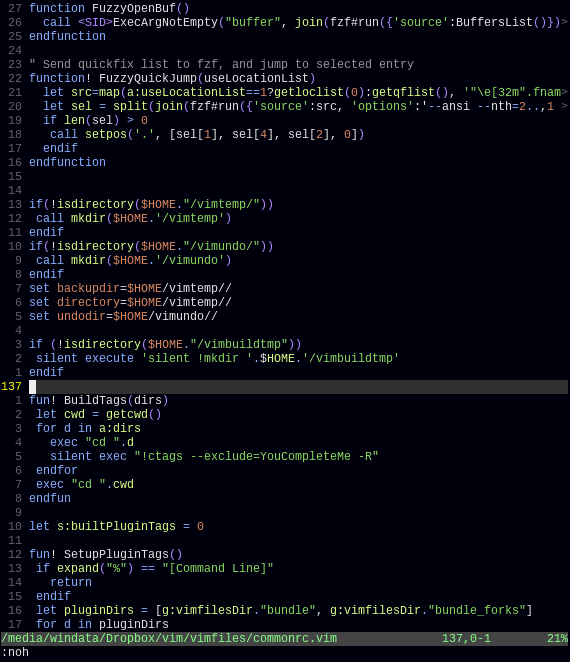 27 function FuzzyOpenBuf()
26   call <SID>ExecArgNotEmpty("buffer", join(fzf#run({'source':BuffersList()})>
25 endfunction
24
23 " Send quickfix list to fzf, and jump to selected entry
22 function! FuzzyQuickJump(useLocationList)
21   let src=map(a:useLocationList==1?getloclist(0):getqflist(), '"\e[32m".fnam>
20   let sel = split(join(fzf#run({'source':src, 'options':'--ansi --nth=2..,1 >
19   if len(sel) > 0
18    call setpos('.', [sel[1], sel[4], sel[2], 0])
17   endif
16 endfunction
15
14
13 if(!isdirectory($HOME."/vimtemp/"))
12  call mkdir($HOME.'/vimtemp')
11 endif
10 if(!isdirectory($HOME."/vimundo/"))
9  call mkdir($HOME.'/vimundo')
8 endif
7 set backupdir=$HOME/vimtemp//
6 set directory=$HOME/vimtemp//
5 set undodir=$HOME/vimundo//
4
3 if (!isdirectory($HOME."/vimbuildtmp"))
2  silent execute 'silent !mkdir '.$HOME.'/vimbuildtmp'
1 endif
137
1 fun! BuildTags(dirs)
2  let cwd = getcwd()
3  for d in a:dirs
4    exec "cd ".d
5    silent exec "!ctags --exclude=YouCompleteMe -R"
6  endfor
7  exec "cd ".cwd
8 endfun
9
10 let s:builtPluginTags = 0
11
12 fun! SetupPluginTags()
13  if expand("%") == "[Command Line]"
14    return
15  endif
16  let pluginDirs = [g:vimfilesDir."bundle", g:vimfilesDir."bundle_forks"]
17  for d in pluginDirs
/media/windata/Dropbox/vim/vimfiles/commonrc.vim 137,0-1 21%
:noh